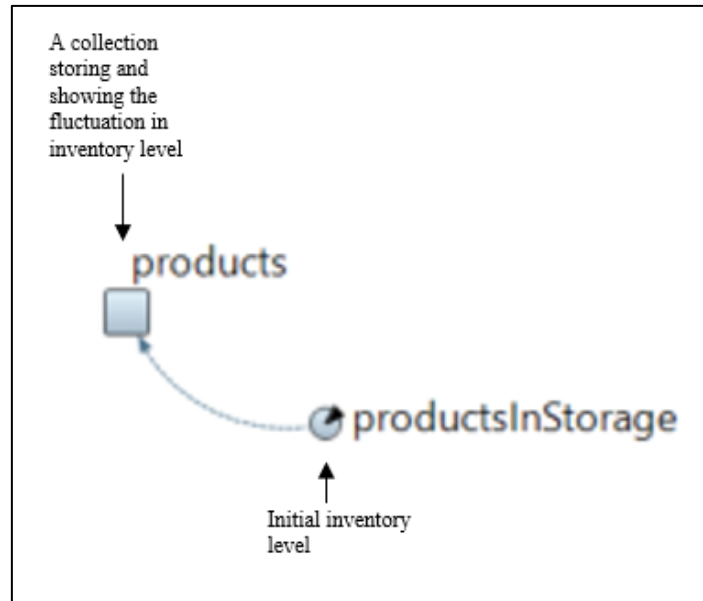 A collection
storing and
showing the
fluctuation in
inventory level
products
productsInStorage
Initial inventory
level